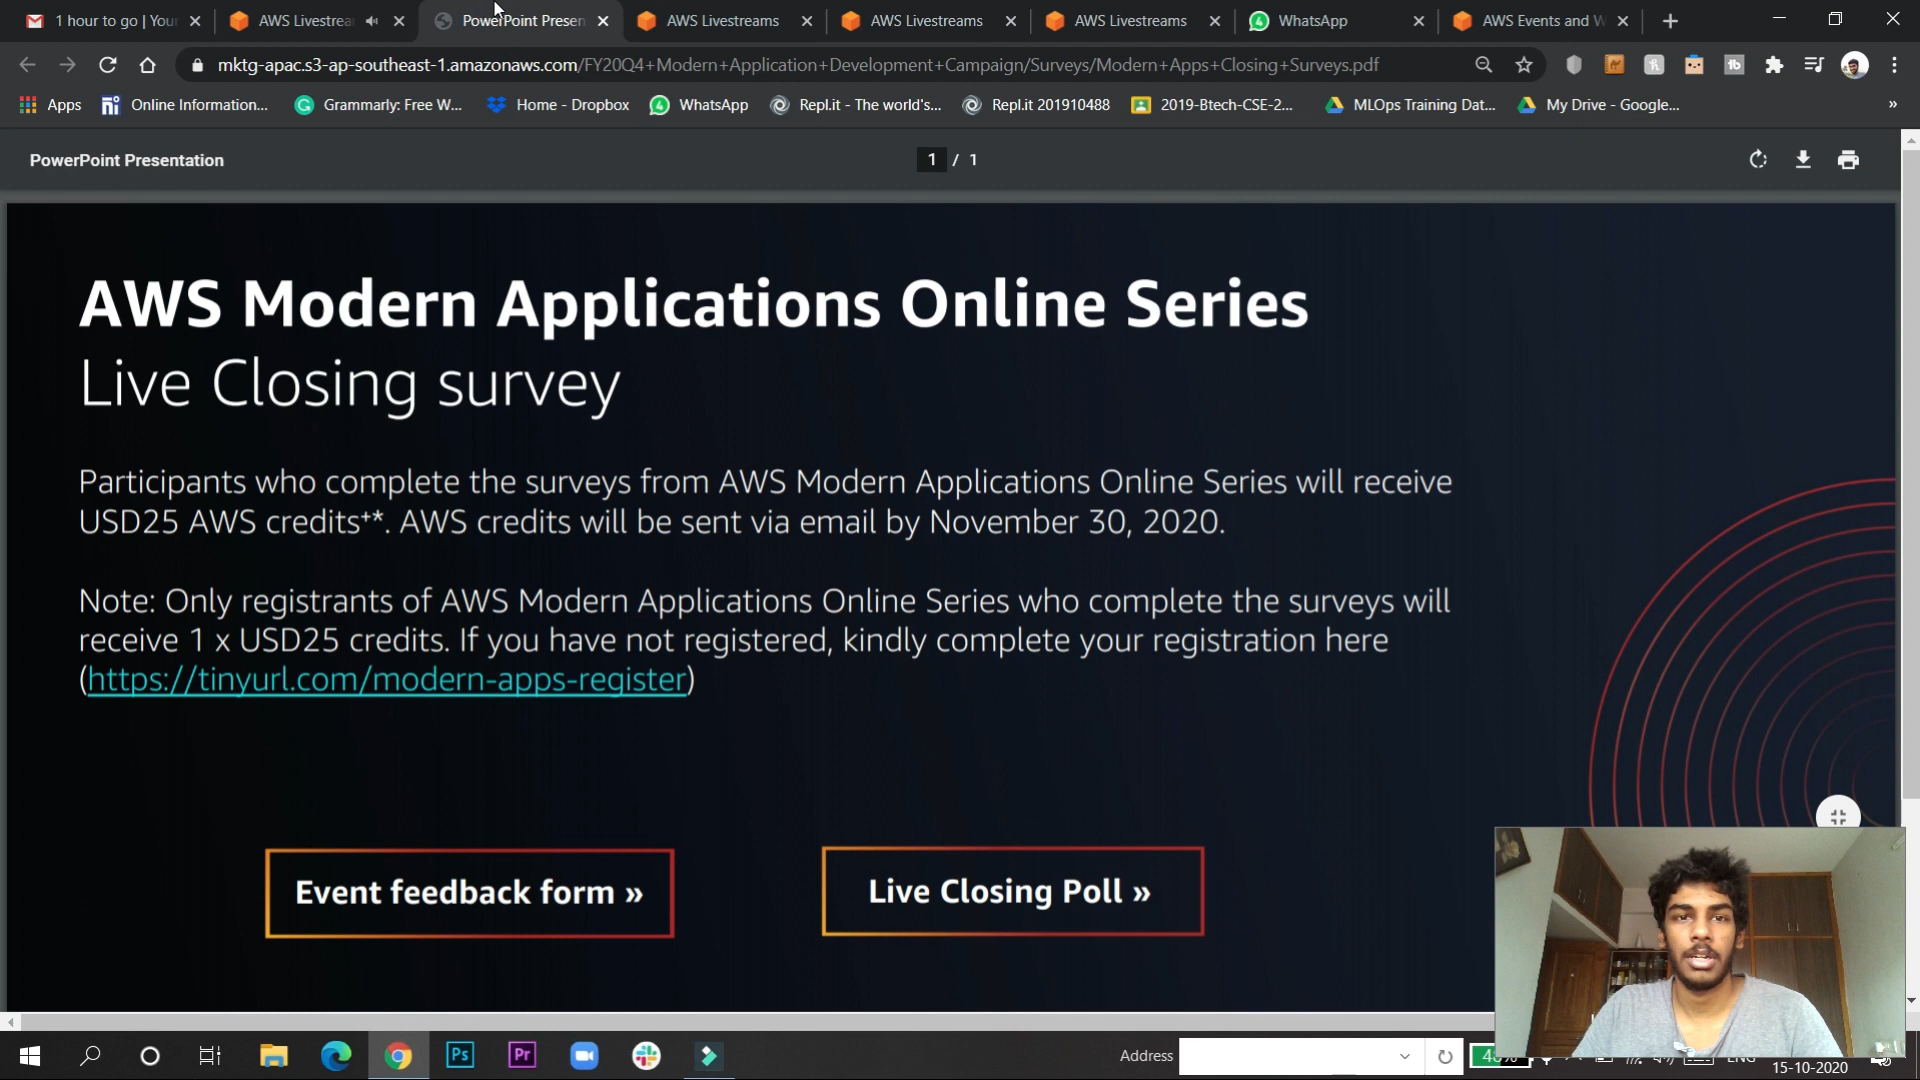 1 hour to go | Your
AWS Livestrea
PowerPoint Presen
AWS Livestreams
AWS Livestreams
AWS Livestreams
WhatsApp
AWS Events and W
mktg-apac.s3-ap-southeast-1.amazonaws.com/FY20Q4+Modern+Application+Development+Campaign/Surveys/Modern+Apps+Closing+Surveys.pdf
Apps
Online Information...
Grammarly: Free W...
Home - Dropbox
WhatsApp
Repl.it - The world's...
Repl.it 201910488
2019-Btech-CSE-2...
MLOps Training Dat...
My Drive - Google...
»
PowerPoint Presentation
1 / 1
AWS Modern Applications Online Series
Live Closing survey
Participants who complete the surveys from AWS Modern Applications Online Series will receive
USD25 AWS credits⁺*. AWS credits will be sent via email by November 30, 2020.
Note: Only registrants of AWS Modern Applications Online Series who complete the surveys will
receive 1 x USD25 credits. If you have not registered, kindly complete your registration here
(https://tinyurl.com/modern-apps-register)
Event feedback form »
Live Closing Poll »
Ps
Pr
Address
15-10-2020